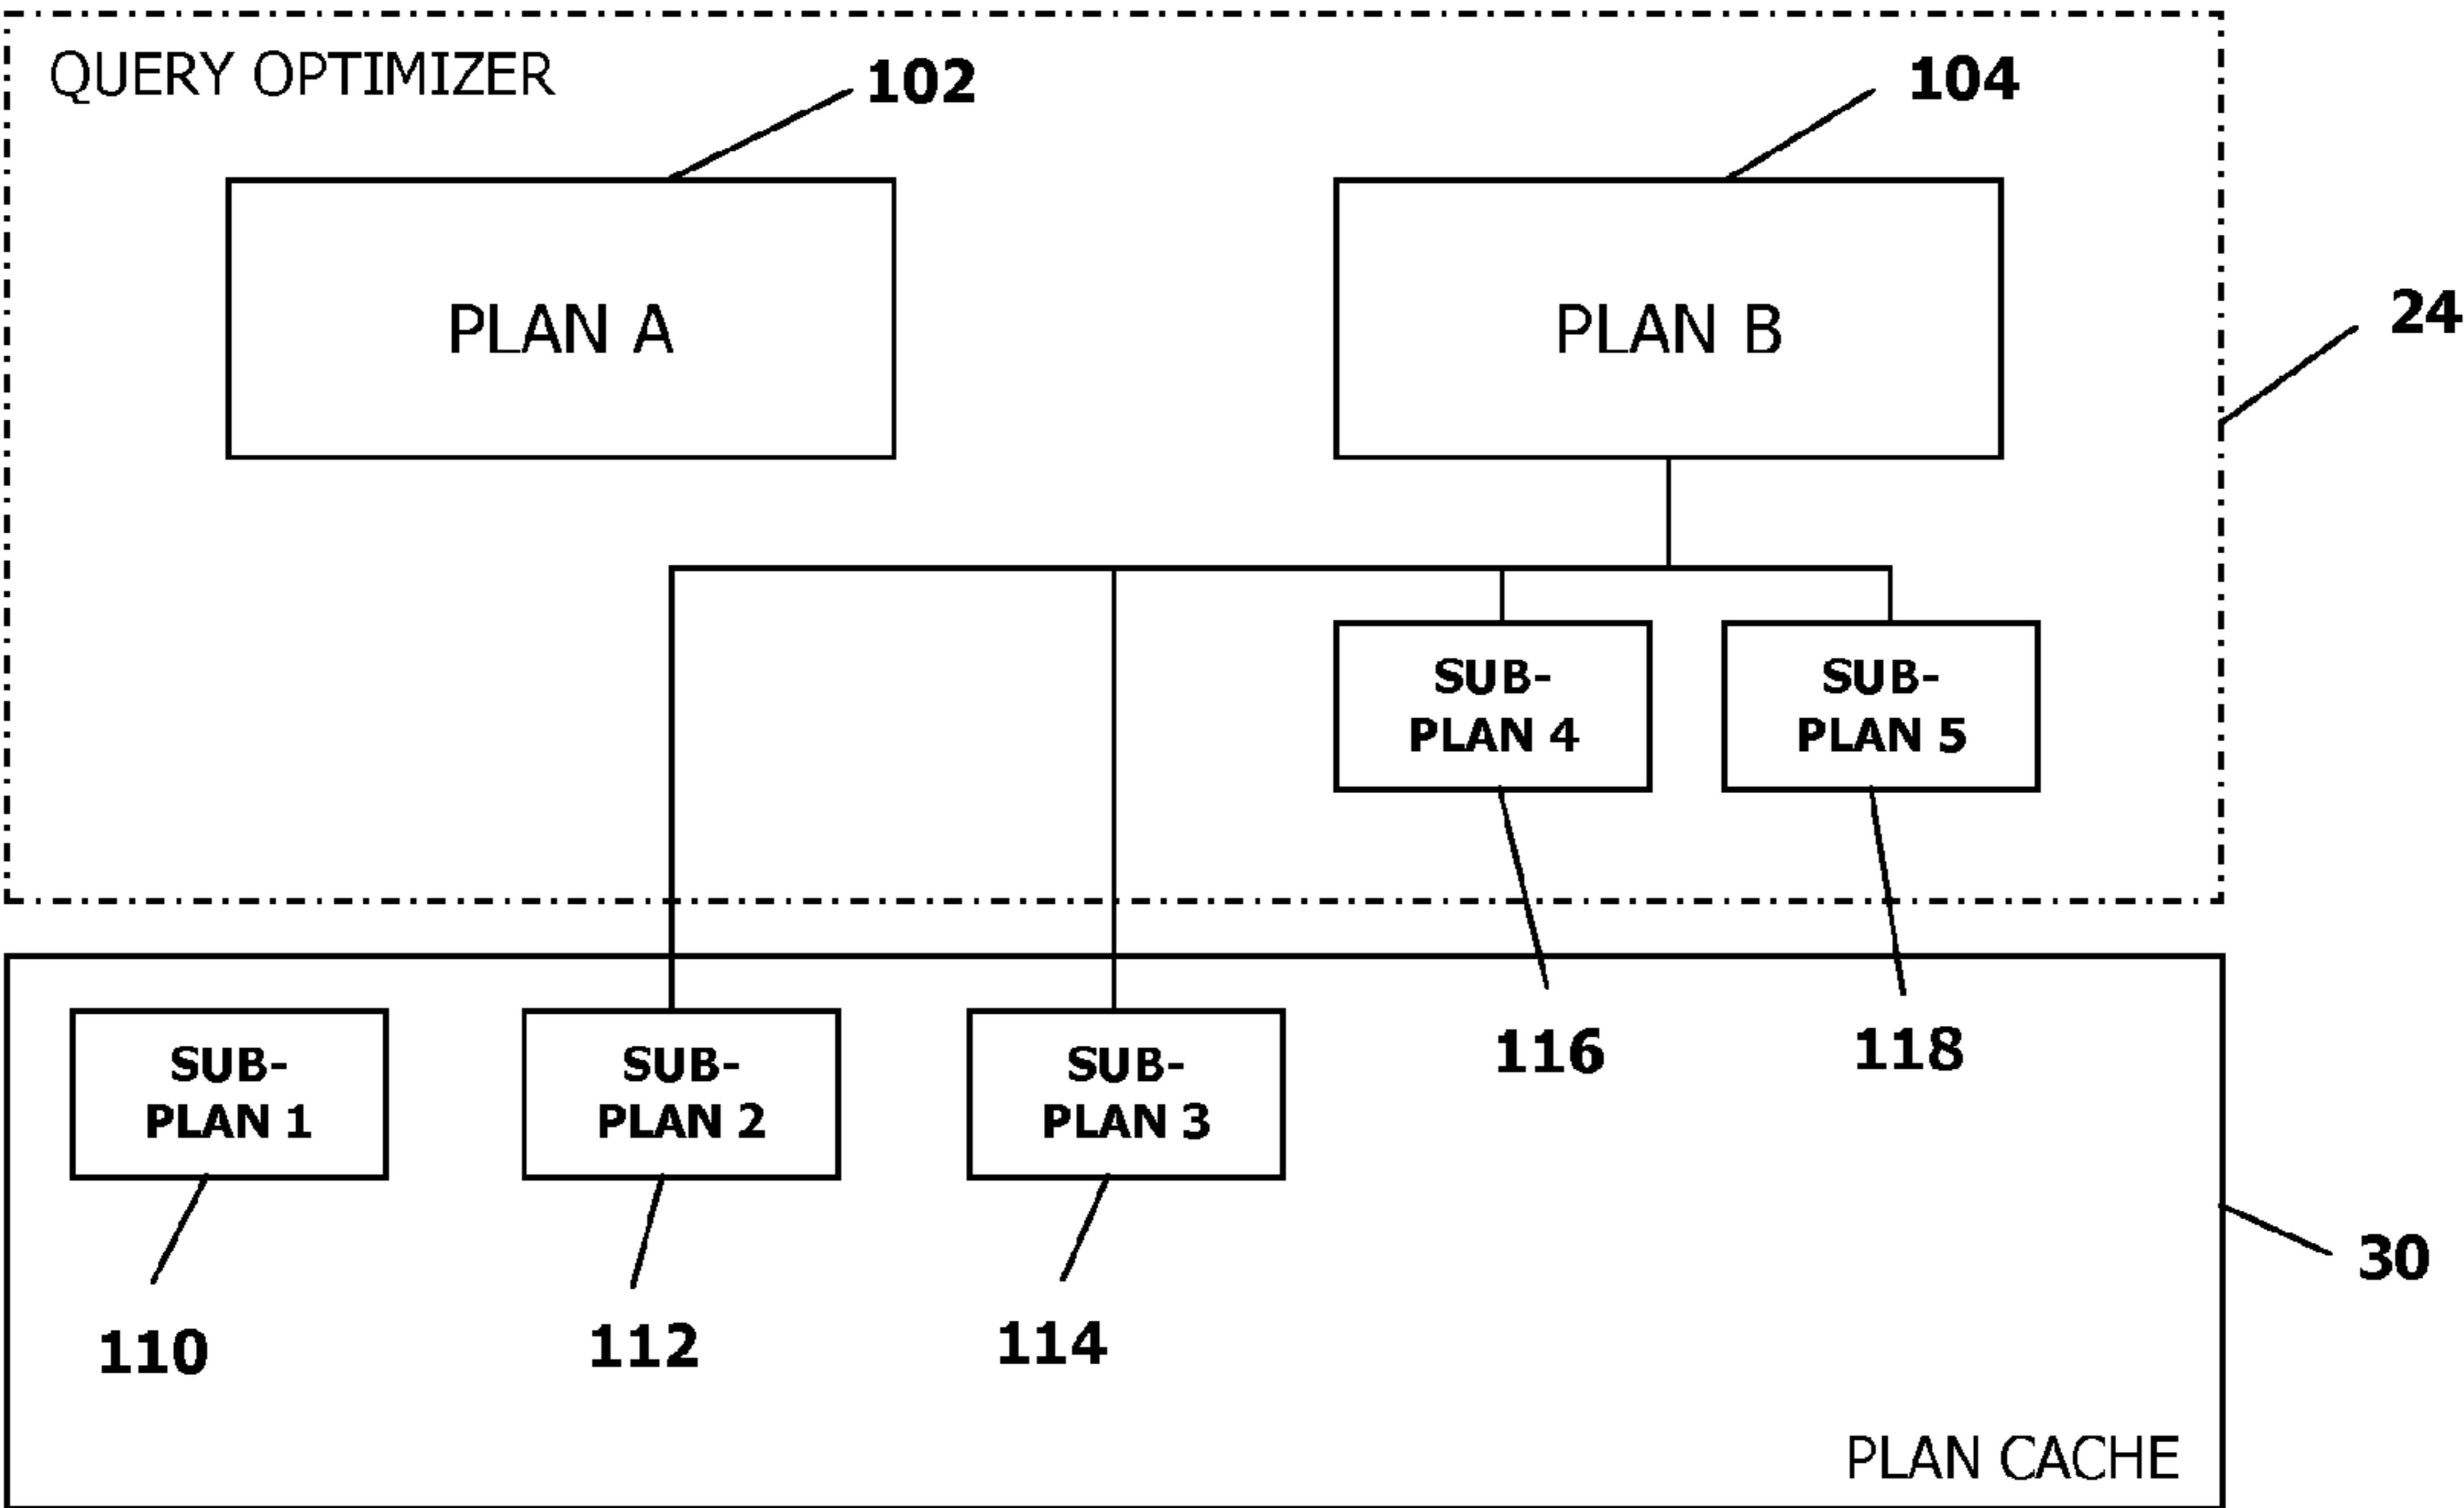 QUERY OPTIMIZER
102
104
PLAN A
PLAN B
24
SUB-
PLAN 4
SUB-
PLAN 5
SUB-
PLAN 1
SUB-
PLAN 2
SUB-
PLAN 3
116
118
30
110
112
114
PLAN CACHE